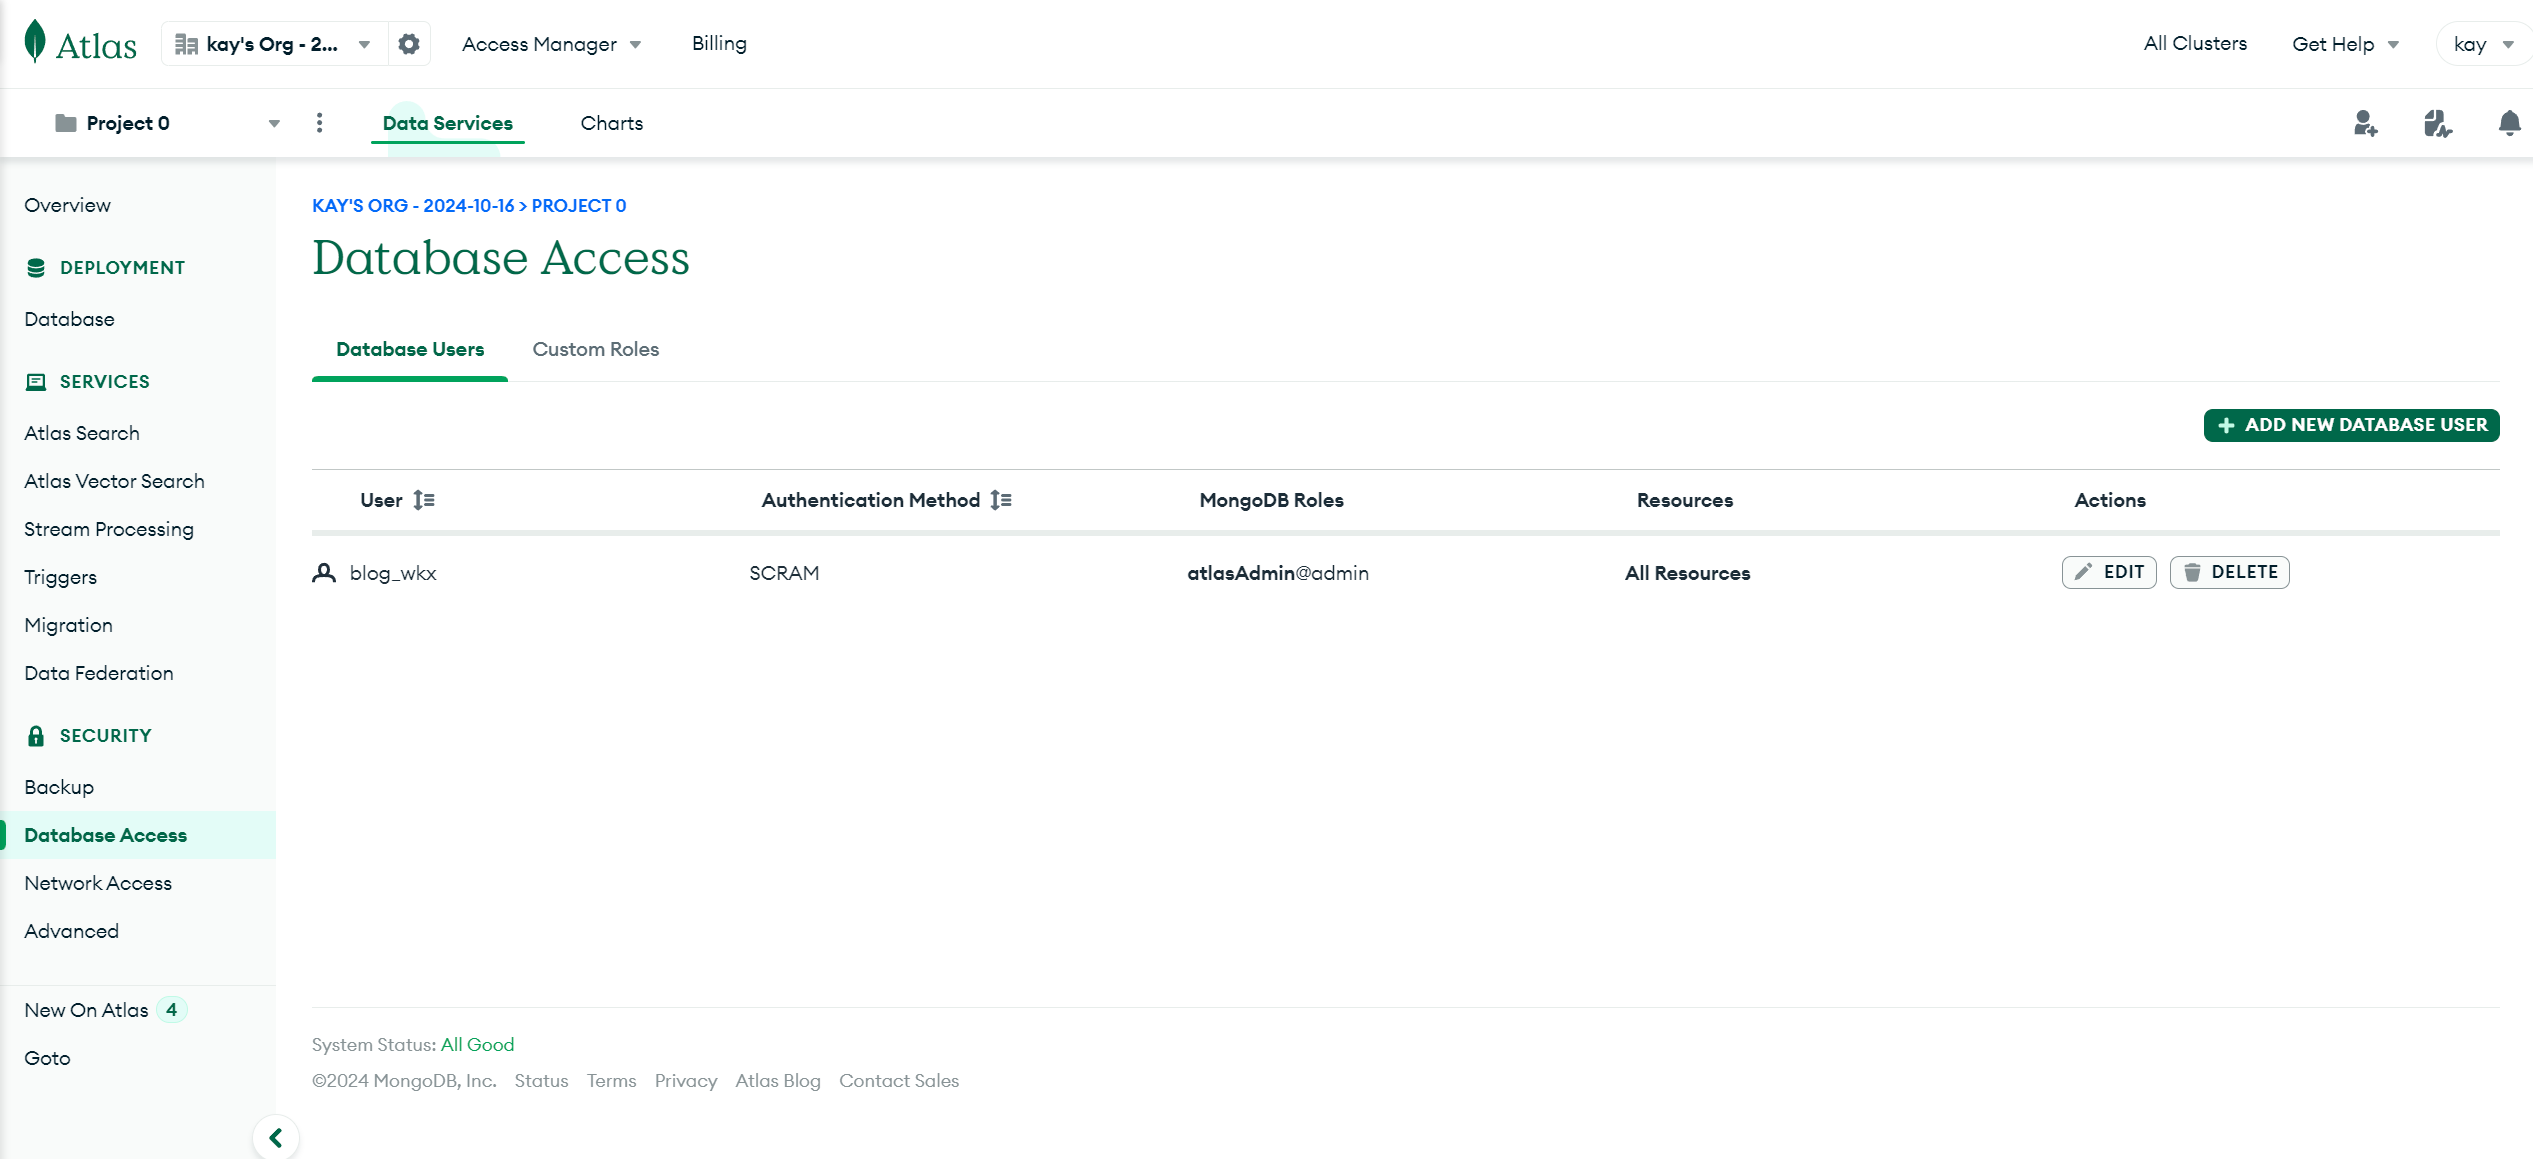 Atlas
kay's Org - 2...
Access Manager
Billing
All Clusters
Get Help
kay
Project 0
Data Services
Charts
Overview
DEPLOYMENT
Database
SERVICES
Atlas Search
Atlas Vector Search
Stream Processing
Triggers
Migration
Data Federation
SECURITY
Backup
Database Access
Network Access
Advanced
New On Atlas 4
Goto
KAY'S ORG - 2024-10-16 > PROJECT 0
Database Access
Database Users
Custom Roles
+ ADD NEW DATABASE USER
User
Authentication Method
MongoDB Roles
Resources
Actions
blog_wkx
SCRAM
atlasAdmin@admin
All Resources
EDIT
DELETE
System Status: All Good
©2024 MongoDB, Inc. Status Terms Privacy Atlas Blog Contact Sales